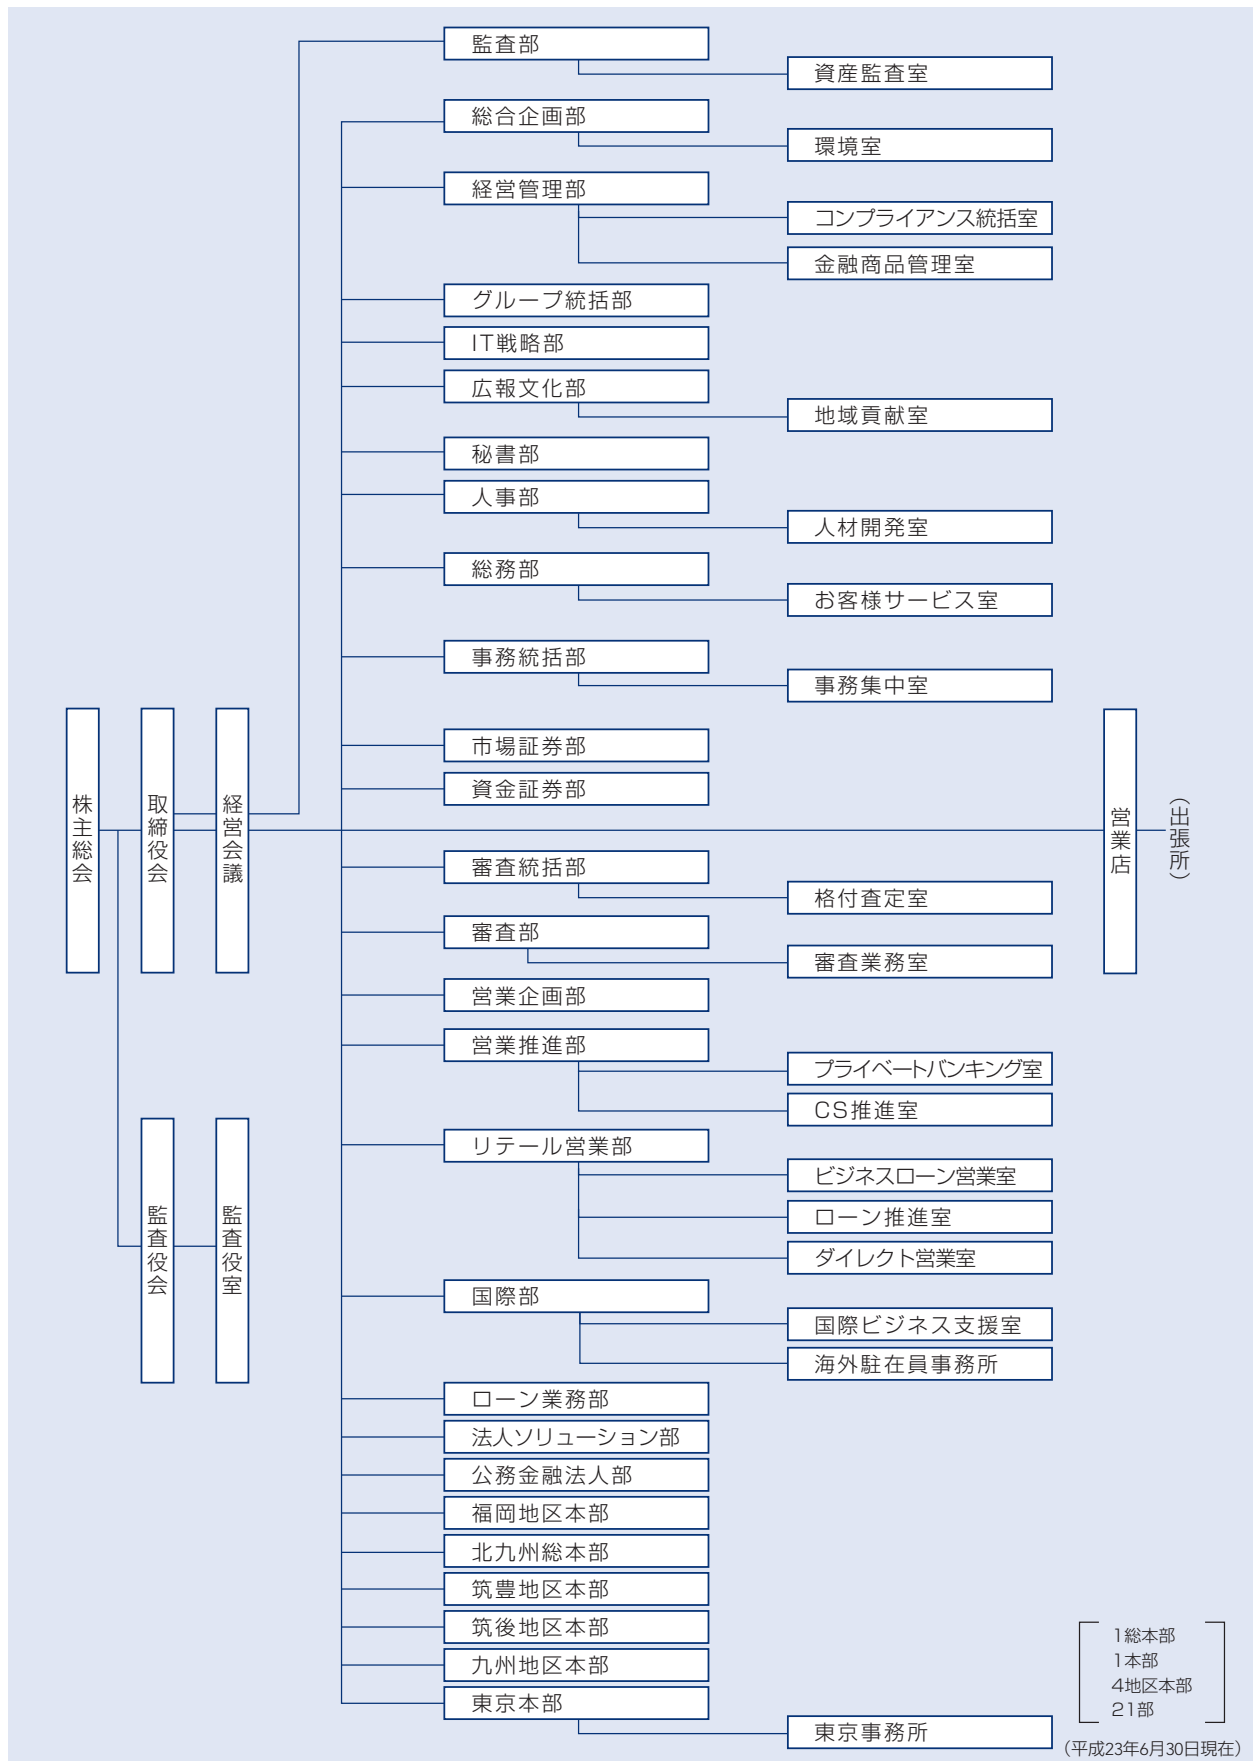 株主総会
取締役会
経営会議
監査役会
監査役室
監査部
資産監査室
総合企画部
環境室
経営管理部
コンプライアンス統括室
金融商品管理室
グループ統括部
IT戦略部
広報文化部
地域貢献室
秘書部
人事部
人材開発室
総務部
お客様サービス室
事務統括部
事務集中室
市場証券部
資金証券部
審査統括部
格付査定室
審査部
審査業務室
営業企画部
営業推進部
プライベートバンキング室
CS推進室
リテール営業部
ビジネスローン営業室
ローン推進室
ダイレクト営業室
国際部
国際ビジネス支援室
海外駐在員事務所
ローン業務部
法人ソリューション部
公務金融法人部
福岡地区本部
北九州総本部
筑豊地区本部
筑後地区本部
九州地区本部
東京本部
東京事務所
営業店
(出張所)
1総本部
1本部
4地区本部
21部
(平成23年6月30日現在)